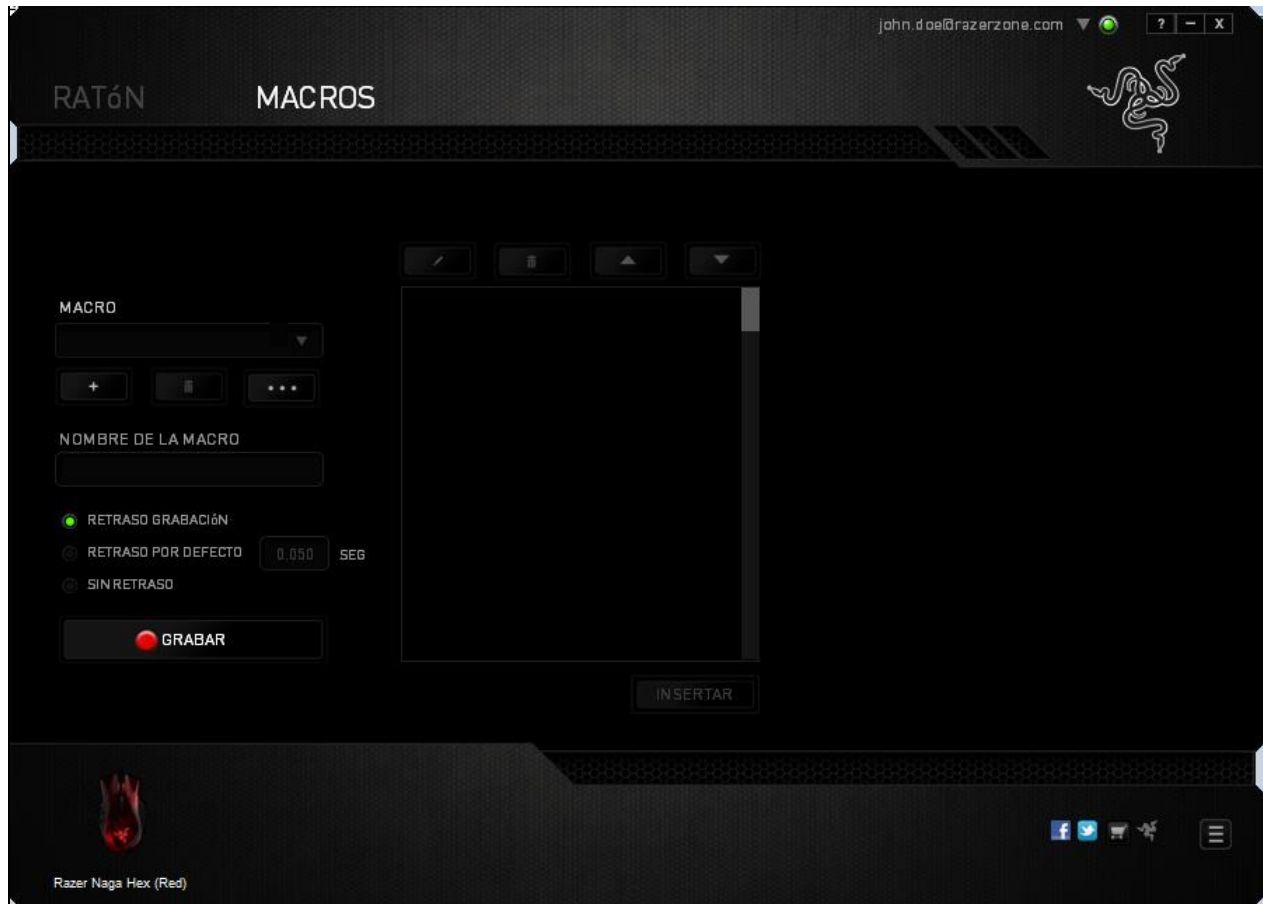 john.doe@razerzone.com
? – X
RATóN
MACROS
MACRO
+
NOMBRE DE LA MACRO
RETRASO GRABACIóN
RETRASO POR DEFECTO 0.050 SEG
SIN RETRASO
GRABAR
INSERTAR
Razer Naga Hex (Red)